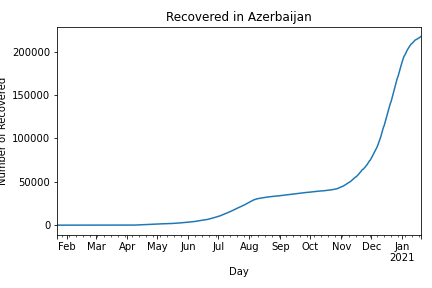 Recovered in Azerbaijan
Number of Recovered
200000
150000
100000
50000
0
Feb Mar Apr May Jun Jul Aug Sep Oct Nov Dec Jan
2021
Day